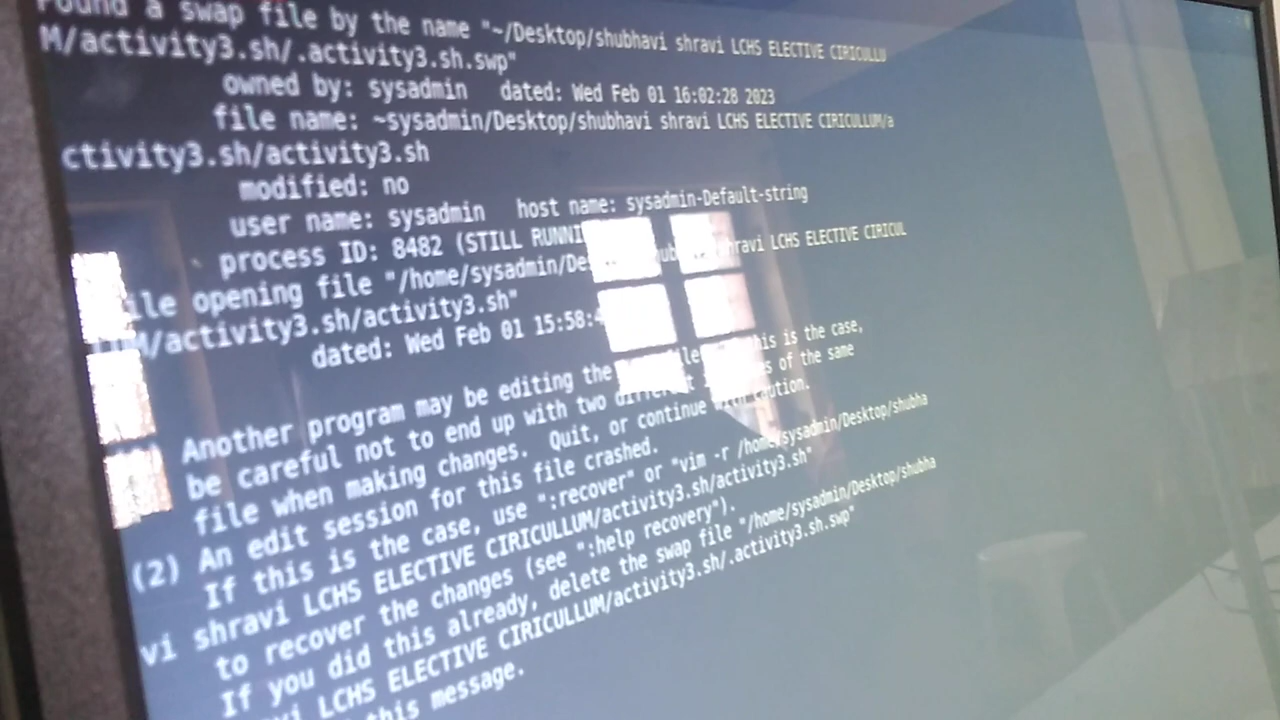 Found a swap file by the name "~/Desktop/shubhavi shravi LCHS ELECTIVE CIRICULLU
M/activity3.sh/.activity3.sh.swp"
owned by: sysadmin dated: Wed Feb 01 16:02:28 2023
file name: ~sysadmin/Desktop/shubhavi shravi LCHS ELECTIVE CIRICULLUM/a
ctivity3.sh/activity3.sh
modified: no
user name: sysadmin host name: sysadmin-Default-string
process ID: 8482 (STILL RUNNI
ile opening file "/home/sysadmin/De hravi LCHS ELECTIVE CIRICUL
M/activity3.sh/activity3.sh"
dated: Wed Feb 01 15:58:4
Another program may be editing the this is the case,
be careful not to end up with two different of the same
file when making changes. Quit, or continue with caution.
(2) An edit session for this file crashed.
If this is the case, use ":recover" or "vim -r /home/sysadmin/Desktop/shubha
vi shravi LCHS ELECTIVE CIRICULLUM/activity3.sh/activity3.sh"
to recover the changes (see ":help recovery").
If you did this already, delete the swap file "/home/sysadmin/Desktop/shubha
avi LCHS ELECTIVE CIRICULLUM/activity3.sh/.activity3.sh.swp"
this message.